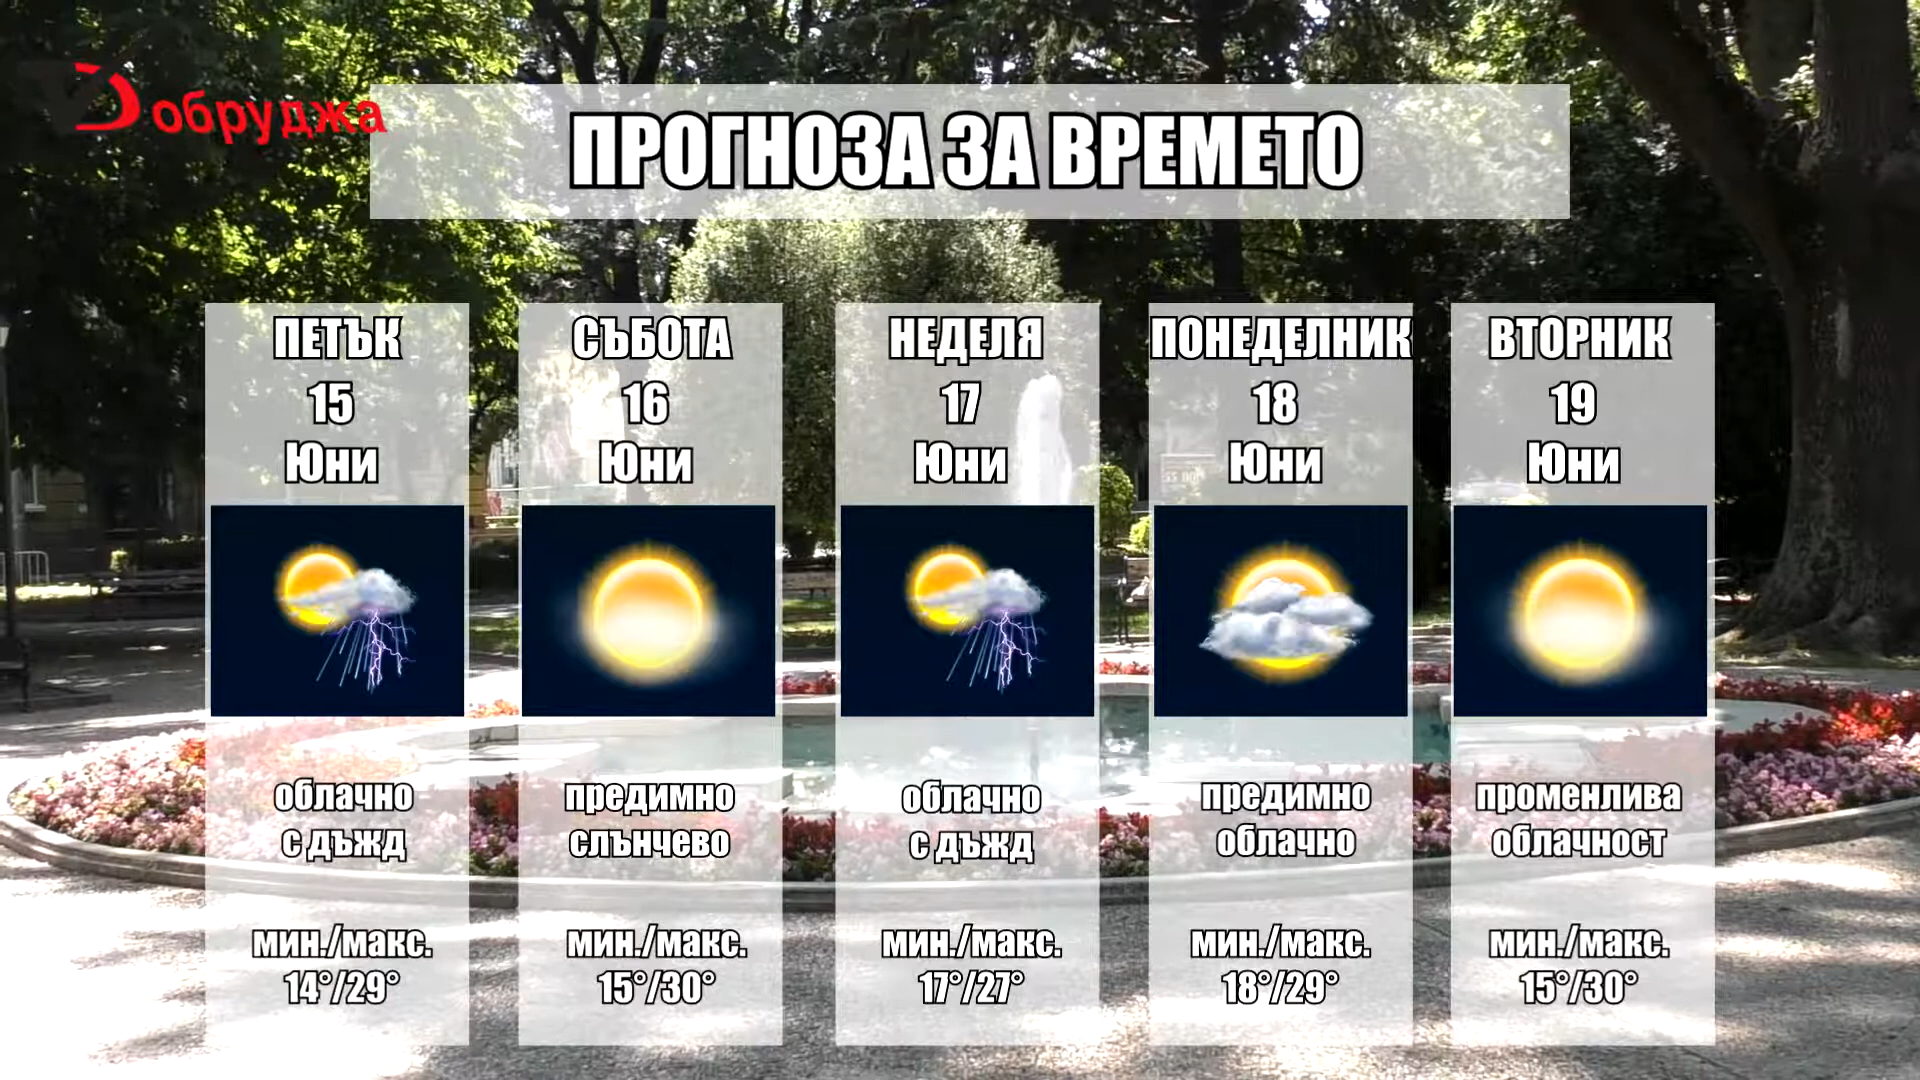 Добруджа
ПРОГНОЗА ЗА ВРЕМЕТО
ПЕТЪК
15
Юни
облачно
с дъжд
мин./макс.
14°/29°
СЪБОТА
16
Юни
предимно
слънчево
мин./макс.
15°/30°
НЕДЕЛЯ
17
Юни
облачно
с дъжд
мин./макс.
17°/27°
ПОНЕДЕЛНИК
18
Юни
предимно
облачно
мин./макс.
18°/29°
ВТОРНИК
19
Юни
променлива
облачност
мин./макс.
15°/30°